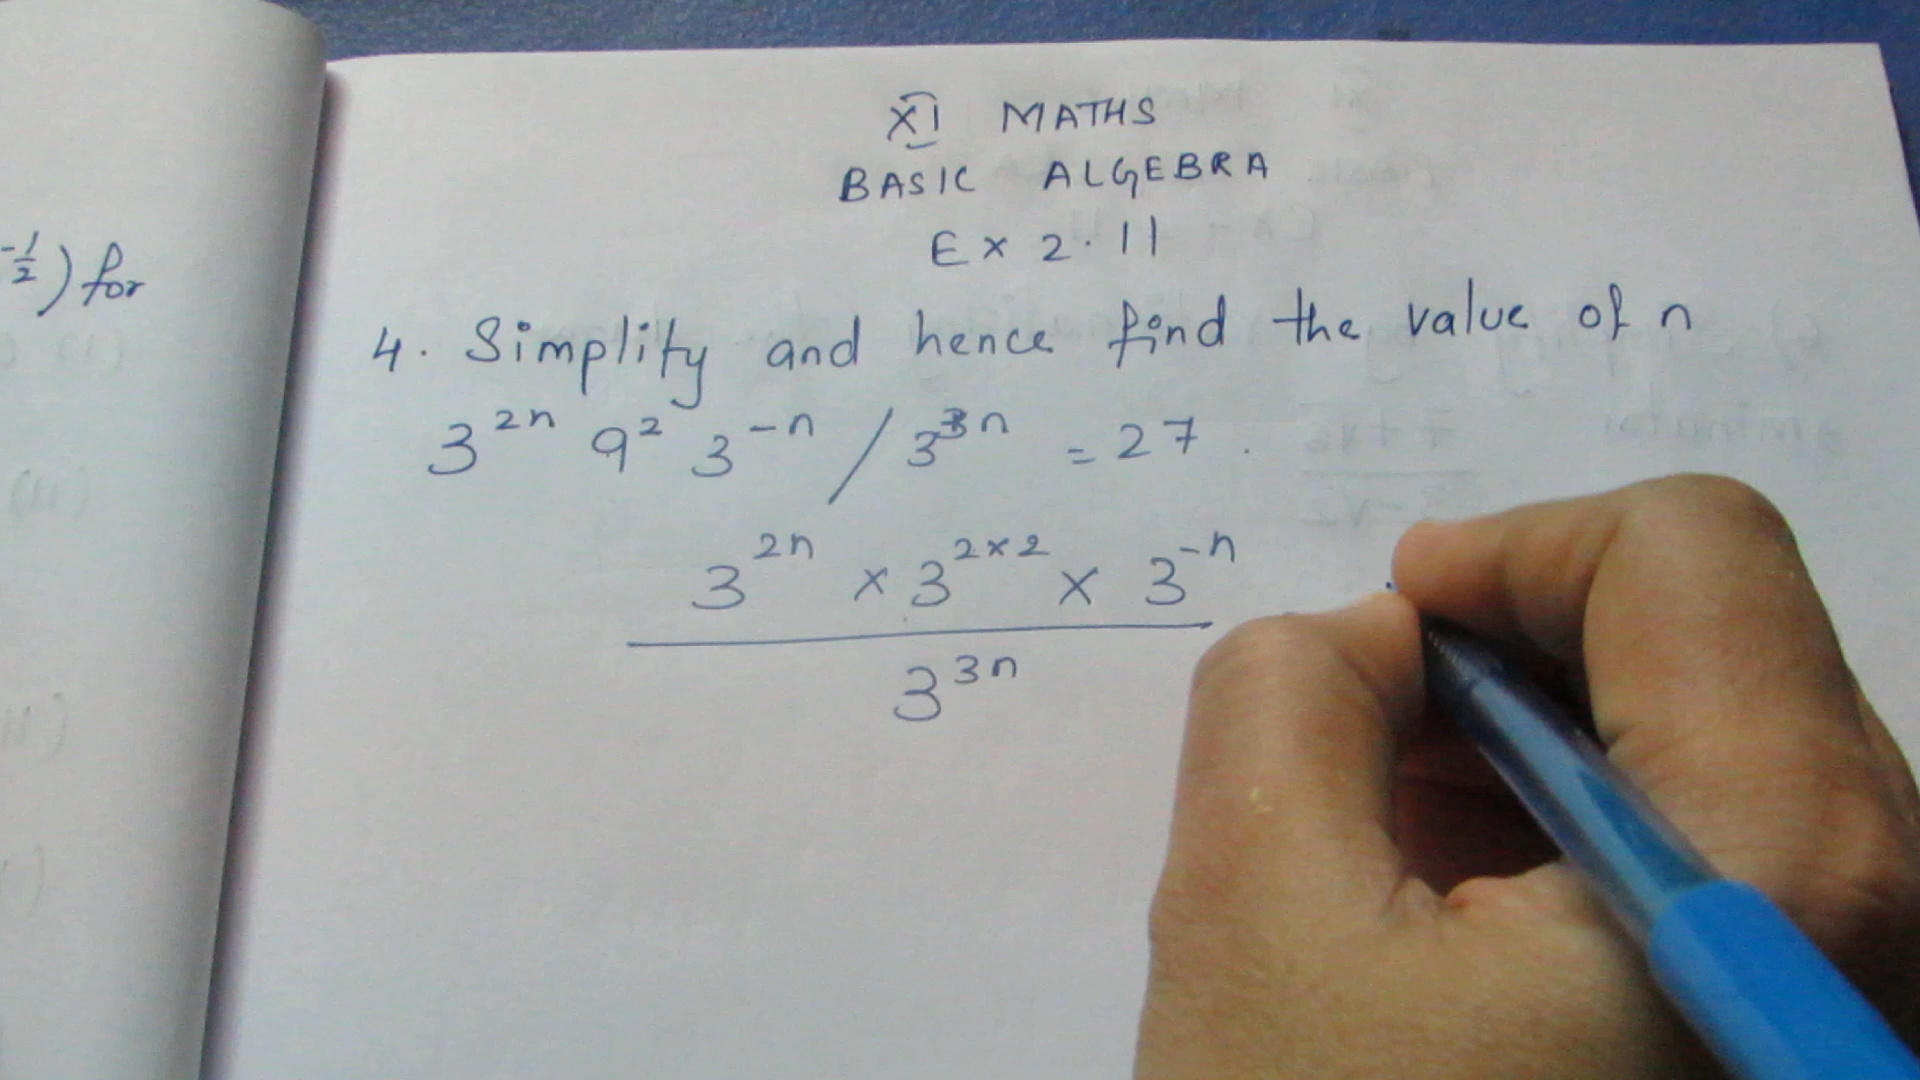 -1/2) for
XI MATHS
BASIC ALGEBRA
Ex 2.11
4. Simplify and hence find the value of n
3^{2n} 9^2 3^{-n} / 3^{3n} = 27.
3^{2n} × 3^{2×2} × 3^{-n}
3^{3n}